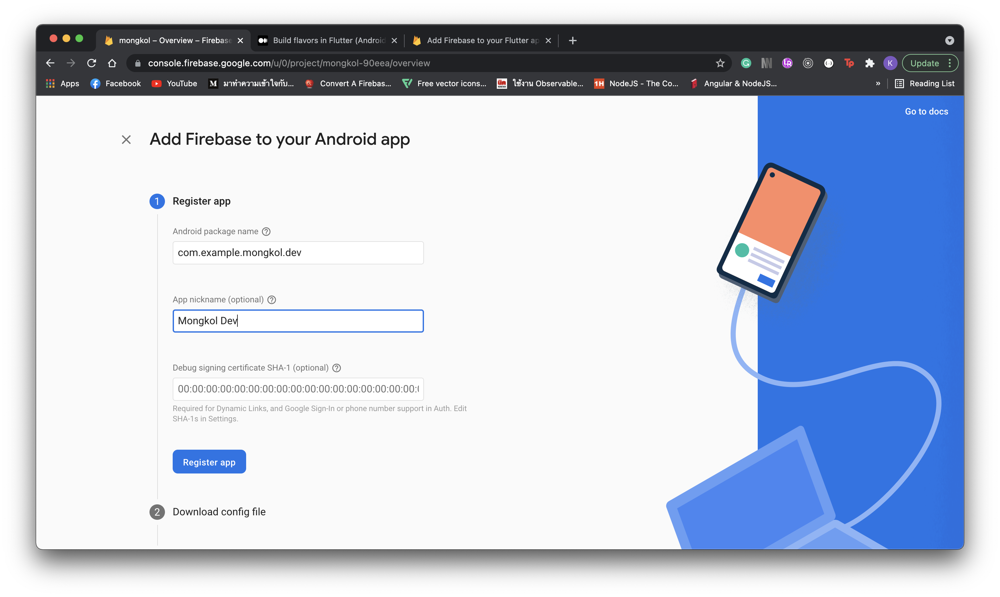 mongkol – Overview – Firebase
Build flavors in Flutter (Android
Add Firebase to your Flutter ap
console.firebase.google.com/u/0/project/mongkol-90eea/overview
K
Update
Apps
Facebook
YouTube
M มาทำความเข้าใจกับ...
Convert A Firebas...
Free vector icons...
ใช้งาน Observable...
1H NodeJS - The Co...
Angular & NodeJS...
»
Reading List
Go to docs
Add Firebase to your Android app
1 Register app
Android package name ?
com.example.mongkol.dev
App nickname (optional) ?
Mongkol Dev
Debug signing certificate SHA-1 (optional) ?
00:00:00:00:00:00:00:00:00:00:00:00:00:00:00:00:00:
Required for Dynamic Links, and Google Sign-In or phone number support in Auth. Edit
SHA-1s in Settings.
Register app
2 Download config file